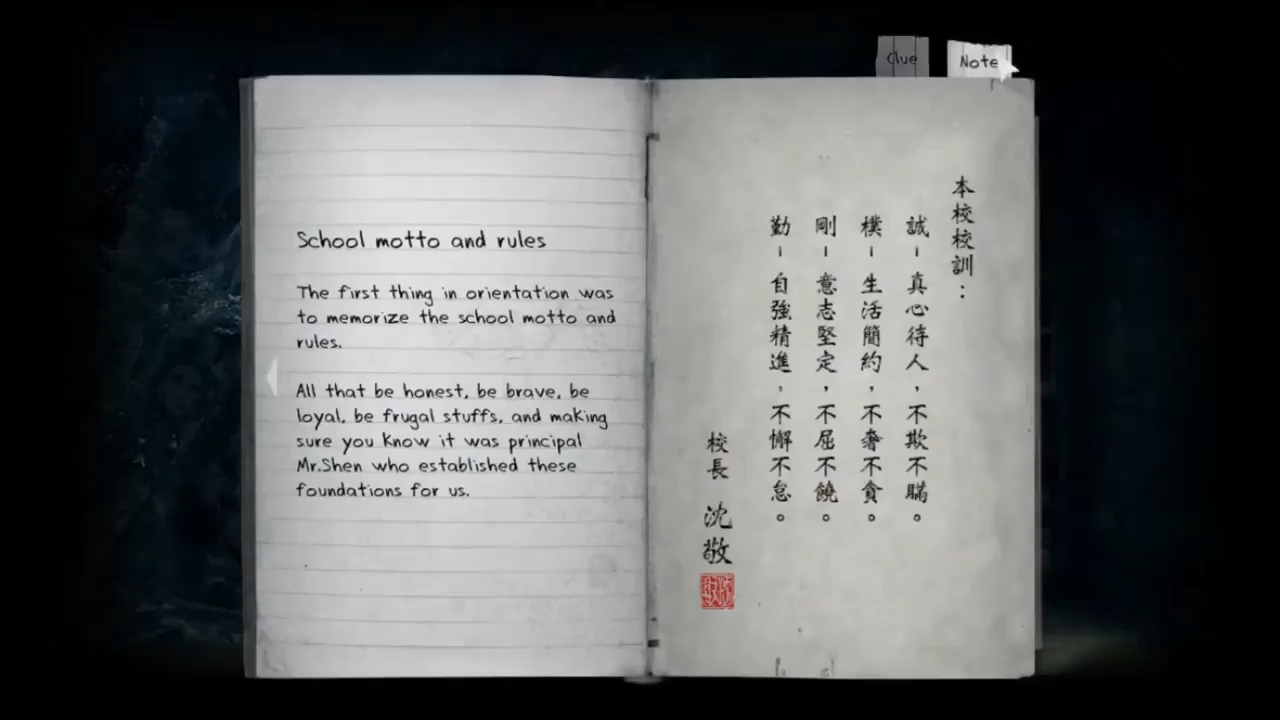 Clue
Note
School motto and rules
The first thing in orientation was
to memorize the school motto and
rules.
All that be honest, be brave, be
loyal, be frugal stuffs, and making
sure you know it was principal
Mr.Shen who established these
foundations for us.
本校校訓：
誠－真心待人，不欺不瞞。
樸－生活簡約，不奢不貪。
剛－意志堅定，不屈不饒。
勤－自強精進，不懈不怠。
校長 沈敬